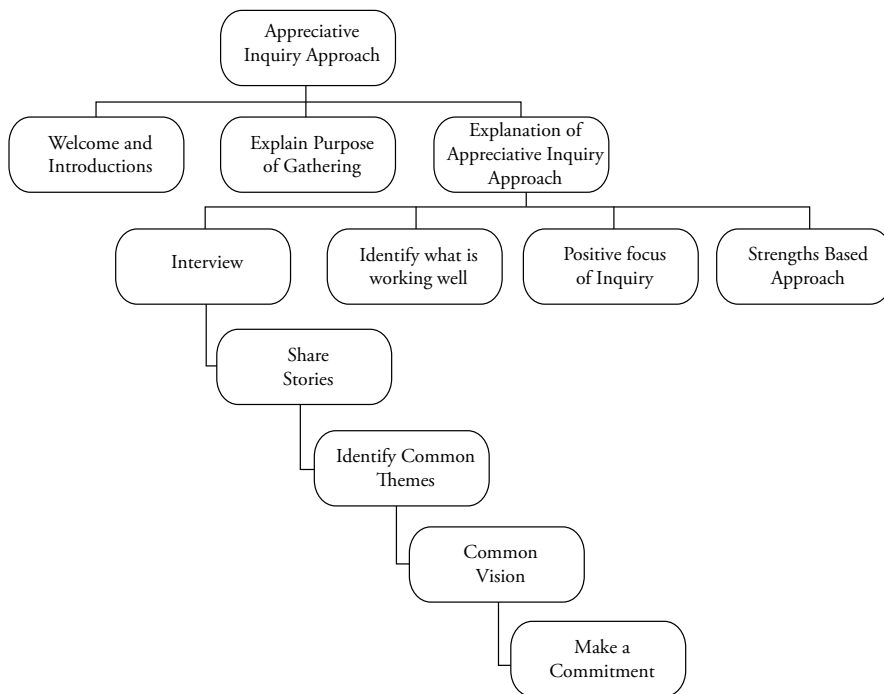 Appreciative
Inquiry Approach
Welcome and
Introductions
Explain Purpose
of Gathering
Explanation of
Appreciative Inquiry
Approach
Interview
Identify what is
working well
Positive focus
of Inquiry
Strengths Based
Approach
Share
Stories
Identify Common
Themes
Common
Vision
Make a
Commitment